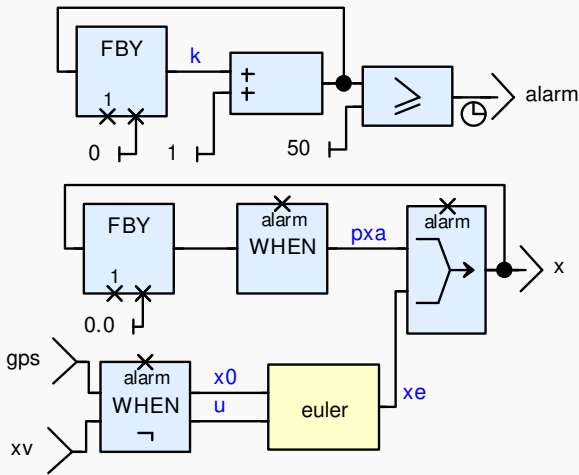 FBY
k
+
+
1
0
1
50
≥
alarm
FBY
alarm
WHEN
pxa
alarm
x
1
0.0
gps
alarm
x0
WHEN
u
euler
xe
xv
¬